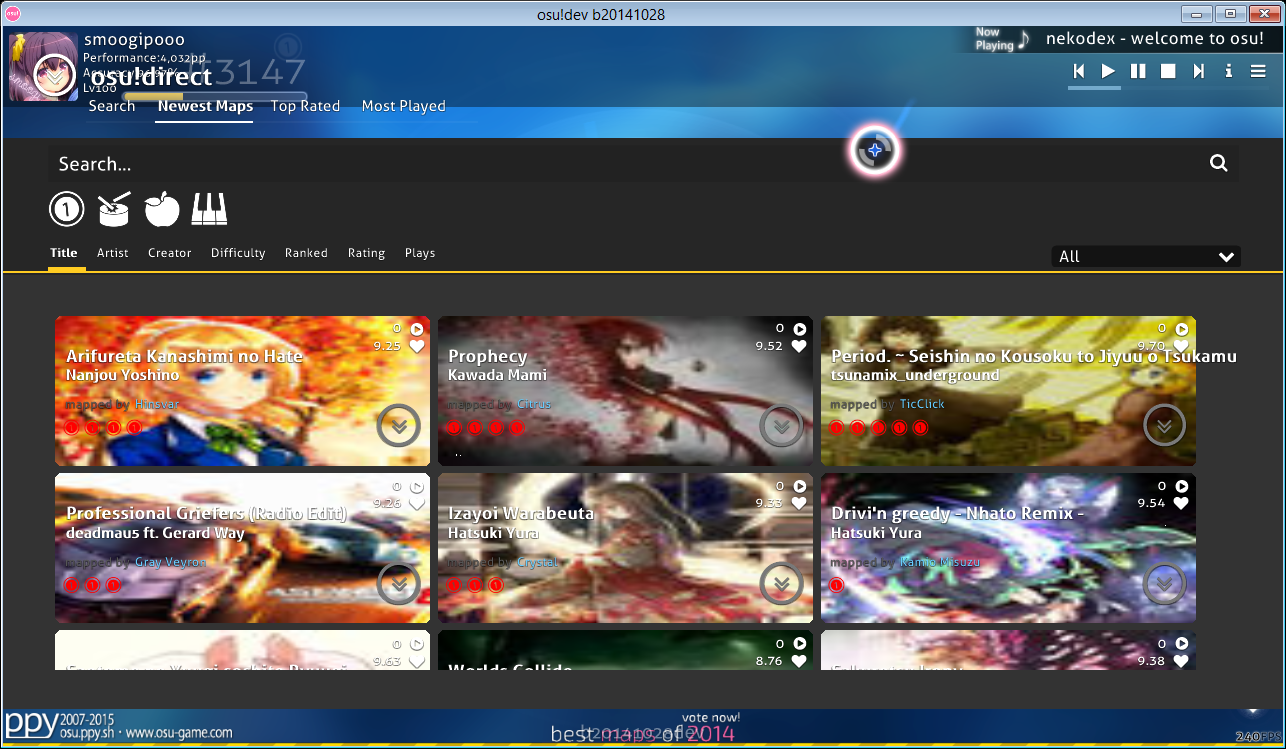 osu!dev b20141028
smoogipooo
Performance:4,032pp
Lv100
osu!direct
Now Playing
nekodex - welcome to osu!
Search Newest Maps Top Rated Most Played
Search...
Title Artist Creator Difficulty Ranked Rating Plays
All
0
9.25
Arifureta Kanashimi no Hate
Nanjou Yoshino
mapped by Hinsvar
0
9.52
Prophecy
Kawada Mami
mapped by Citrus
0
9.70
Period. ~ Seishin no Kousoku to Jiyuu o Tsukamu
tsunamix_underground
mapped by TicClick
0
9.26
Professional Griefers (Radio Edit)
deadmau5 ft. Gerard Way
mapped by Gray Veyron
0
9.33
Izayoi Warabeuta
Hatsuki Yura
mapped by Crystal
0
9.54
Drivi'n greedy - Nhato Remix -
Hatsuki Yura
mapped by Kanno Misuzu
0
9.63
0
8.76
Worlds Collide
0
9.38
ppy 2007-2015
osu.ppy.sh · www.osu-game.com
vote now!
best maps of 2014
b20141028dev
240FPS